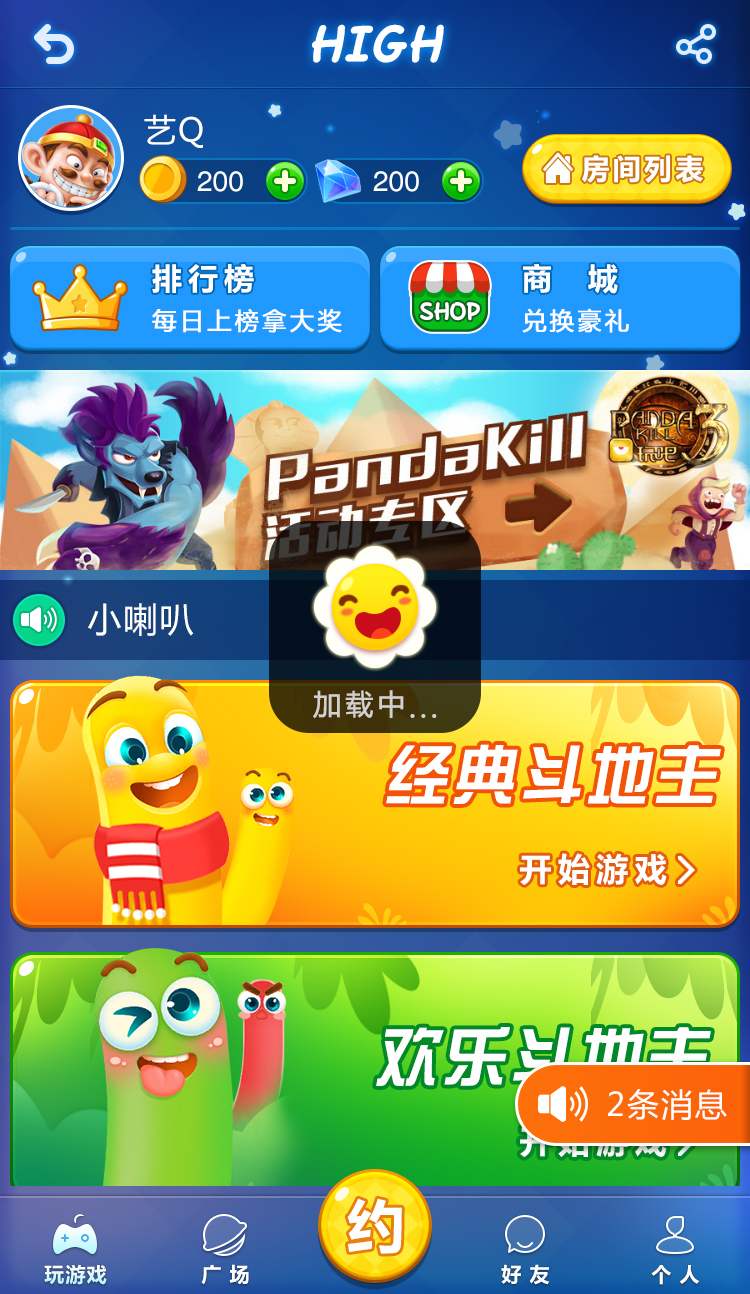 HIGH
艺Q
200
200
房间列表
排行榜
每日上榜拿大奖
SHOP
商 城
兑换豪礼
PandaKill
活动专区
PANDA
KILL
3
玩吧
小喇叭
加载中...
经典斗地主
开始游戏
欢乐斗地主
开始游戏
2条消息
约
玩游戏
广场
好友
个人